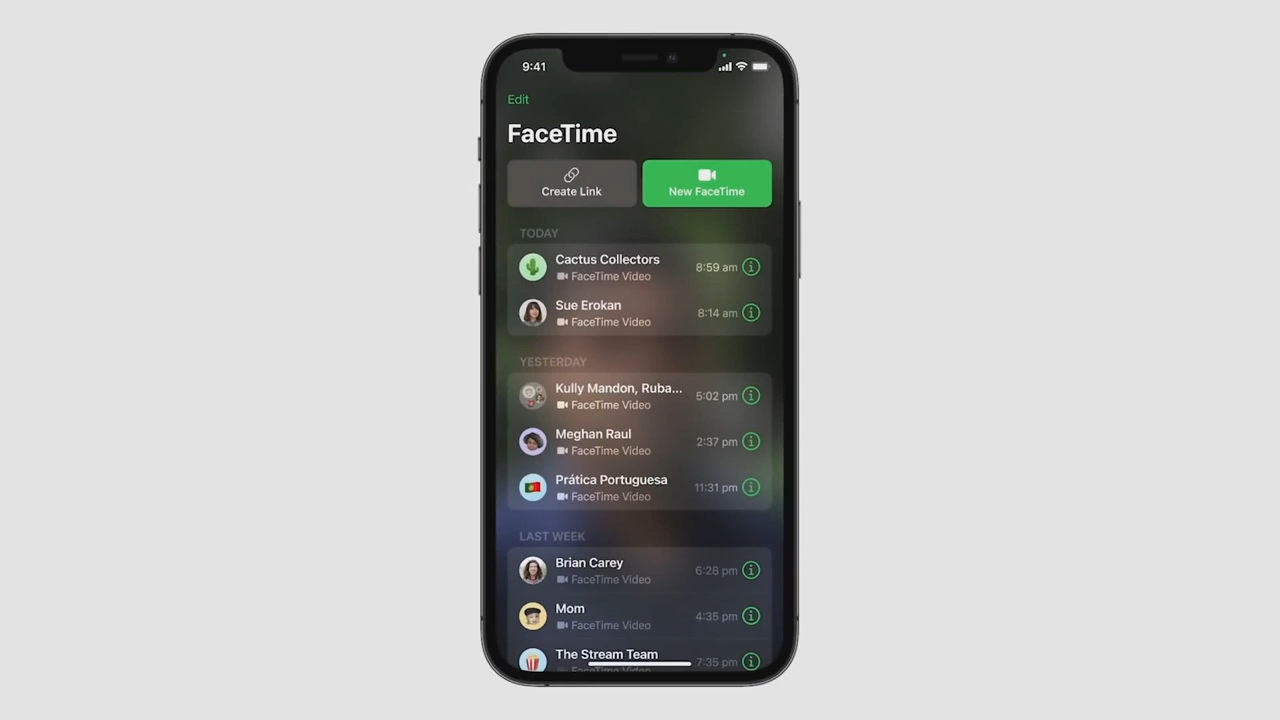 9:41
Edit
FaceTime
Create Link
New FaceTime
TODAY
Cactus Collectors
FaceTime Video
8:59 am
Sue Erokan
FaceTime Video
8:14 am
YESTERDAY
Kully Mandon, Ruba...
FaceTime Video
5:02 pm
Meghan Raul
FaceTime Video
2:37 pm
Prática Portuguesa
FaceTime Video
11:31 pm
LAST WEEK
Brian Carey
FaceTime Video
6:28 pm
Mom
FaceTime Video
4:35 pm
The Stream Team
FaceTime Video
7:35 pm